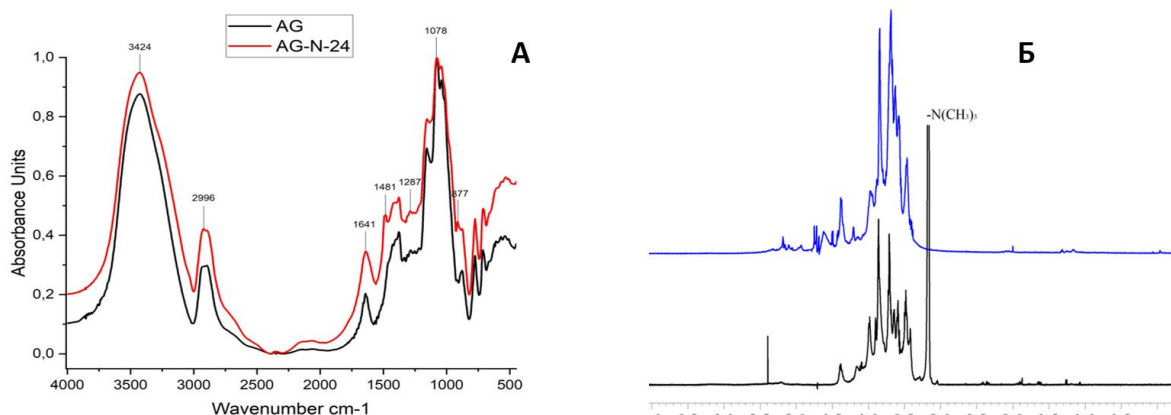 AG
AG-N-24
А
Б
3424
2996
1641
1481
1287
1078
877
-N(CH₃)₃
1,0
0,8
0,6
0,4
0,2
0,0
Absorbance Units
4000 3500 3000 2500 2000 1500 1000 500
Wavenumber cm-1